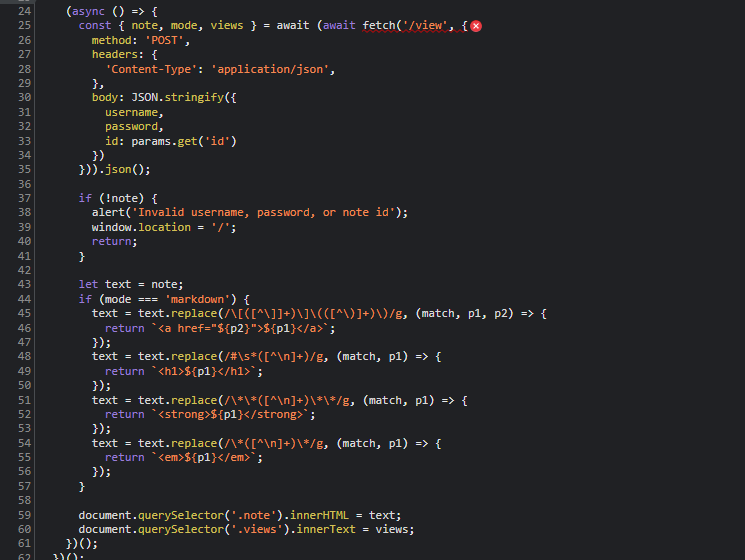 24 (async () => {
25 const { note, mode, views } = await (await fetch('/view', {
26 method: 'POST',
27 headers: {
28 'Content-Type': 'application/json',
29 },
30 body: JSON.stringify({
31 username,
32 password,
33 id: params.get('id')
34 })
35 })).json();
36
37 if (!note) {
38 alert('Invalid username, password, or note id');
39 window.location = '/';
40 return;
41 }
42
43 let text = note;
44 if (mode === 'markdown') {
45 text = text.replace(/\[([^\]]+)\]\(([^\)]+)\)/g, (match, p1, p2) => {
46 return `<a href="${p2}">${p1}</a>`;
47 });
48 text = text.replace(/#\s*([^\n]+)/g, (match, p1) => {
49 return `<h1>${p1}</h1>`;
50 });
51 text = text.replace(/\*\*([^\n]+)\*\*/g, (match, p1) => {
52 return `<strong>${p1}</strong>`;
53 });
54 text = text.replace(/\*([^\n]+)\*/g, (match, p1) => {
55 return `<em>${p1}</em>`;
56 });
57 }
58
59 document.querySelector('.note').innerHTML = text;
60 document.querySelector('.views').innerText = views;
61 })();
62 })();